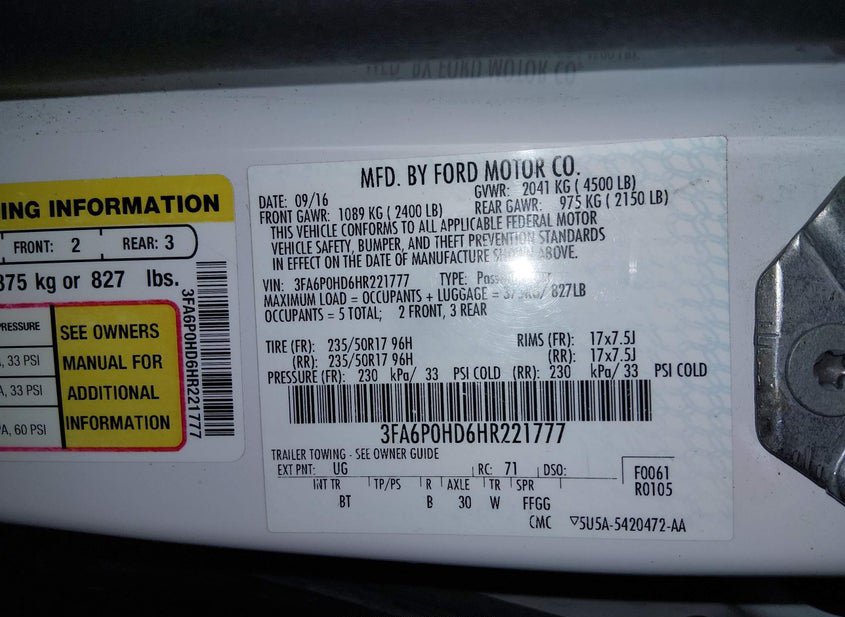 MFD. BY FORD MOTOR CO.
DATE: 09/16 GVWR: 2041 KG ( 4500 LB)
FRONT GAWR: 1089 KG ( 2400 LB) REAR GAWR: 975 KG ( 2150 LB)
THIS VEHICLE CONFORMS TO ALL APPLICABLE FEDERAL MOTOR
VEHICLE SAFETY, BUMPER, AND THEFT PREVENTION STANDARDS
IN EFFECT ON THE DATE OF MANUFACTURE SHOWN ABOVE.
VIN: 3FA6P0HD6HR221777 TYPE:
MAXIMUM LOAD = OCCUPANTS + LUGGAGE = 375KG/ 827LB
OCCUPANTS = 5 TOTAL; 2 FRONT, 3 REAR
TIRE (FR): 235/50R17 96H RIMS (FR): 17x7.5J
(RR): 235/50R17 96H (RR): 17x7.5J
PRESSURE (FR): 230 kPa/ 33 PSI COLD (RR): 230 kPa/ 33 PSI COLD
3FA6P0HD6HR221777
TRAILER TOWING - SEE OWNER GUIDE
EXT PNT: UG RC: 71 DSO:
INT TR TP/PS R AXLE TR SPR
BT B 30 W FFGG
F0061
R0105
CMC ▽5U5A-5420472-AA
ING INFORMATION
FRONT: 2 REAR: 3
375 kg or 827 lbs.
PRESSURE
33 PSI
33 PSI
60 PSI
SEE OWNERS
MANUAL FOR
ADDITIONAL
INFORMATION
3FA6P0HD6HR221777